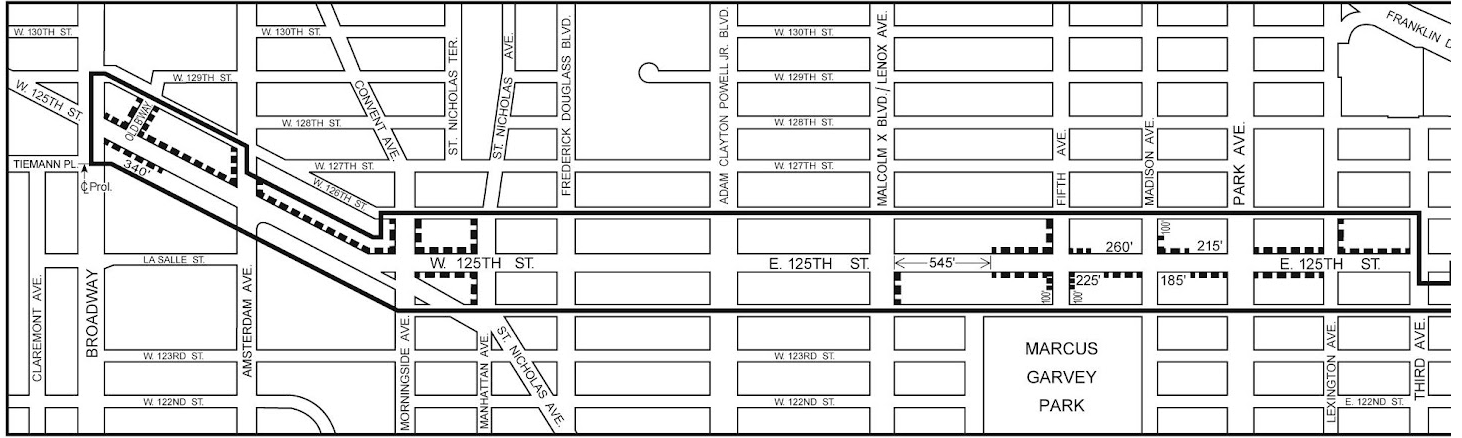 W. 130TH ST.
W. 130TH ST.
W. 130TH ST.
FRANKLIN D
W. 129TH ST.
W. 129TH ST.
W. 125TH ST.
OLD B'WAY
W. 128TH ST.
W. 128TH ST.
CONVENT AVE.
ST. NICHOLAS TER.
ST. NICHOLAS AVE.
FREDERICK DOUGLASS BLVD.
ADAM CLAYTON POWELL JR. BLVD.
MALCOLM X BLVD./ LENOX AVE.
FIFTH AVE.
MADISON AVE.
PARK AVE.
TIEMANN PL.
340'
W. 127TH ST.
W. 127TH ST.
W. 126TH ST.
℄ Prol.
100'
260'
215'
LA SALLE ST.
W. 125TH ST.
E. 125TH ST.
545'
E. 125TH ST.
225'
185'
100'
100'
CLAREMONT AVE.
BROADWAY
AMSTERDAM AVE.
MORNINGSIDE AVE.
MANHATTAN AVE.
ST. NICHOLAS AVE.
W. 123RD ST.
W. 123RD ST.
MARCUS
GARVEY
PARK
LEXINGTON AVE.
THIRD AVE.
W. 122ND ST.
W. 122ND ST.
E. 122ND ST.